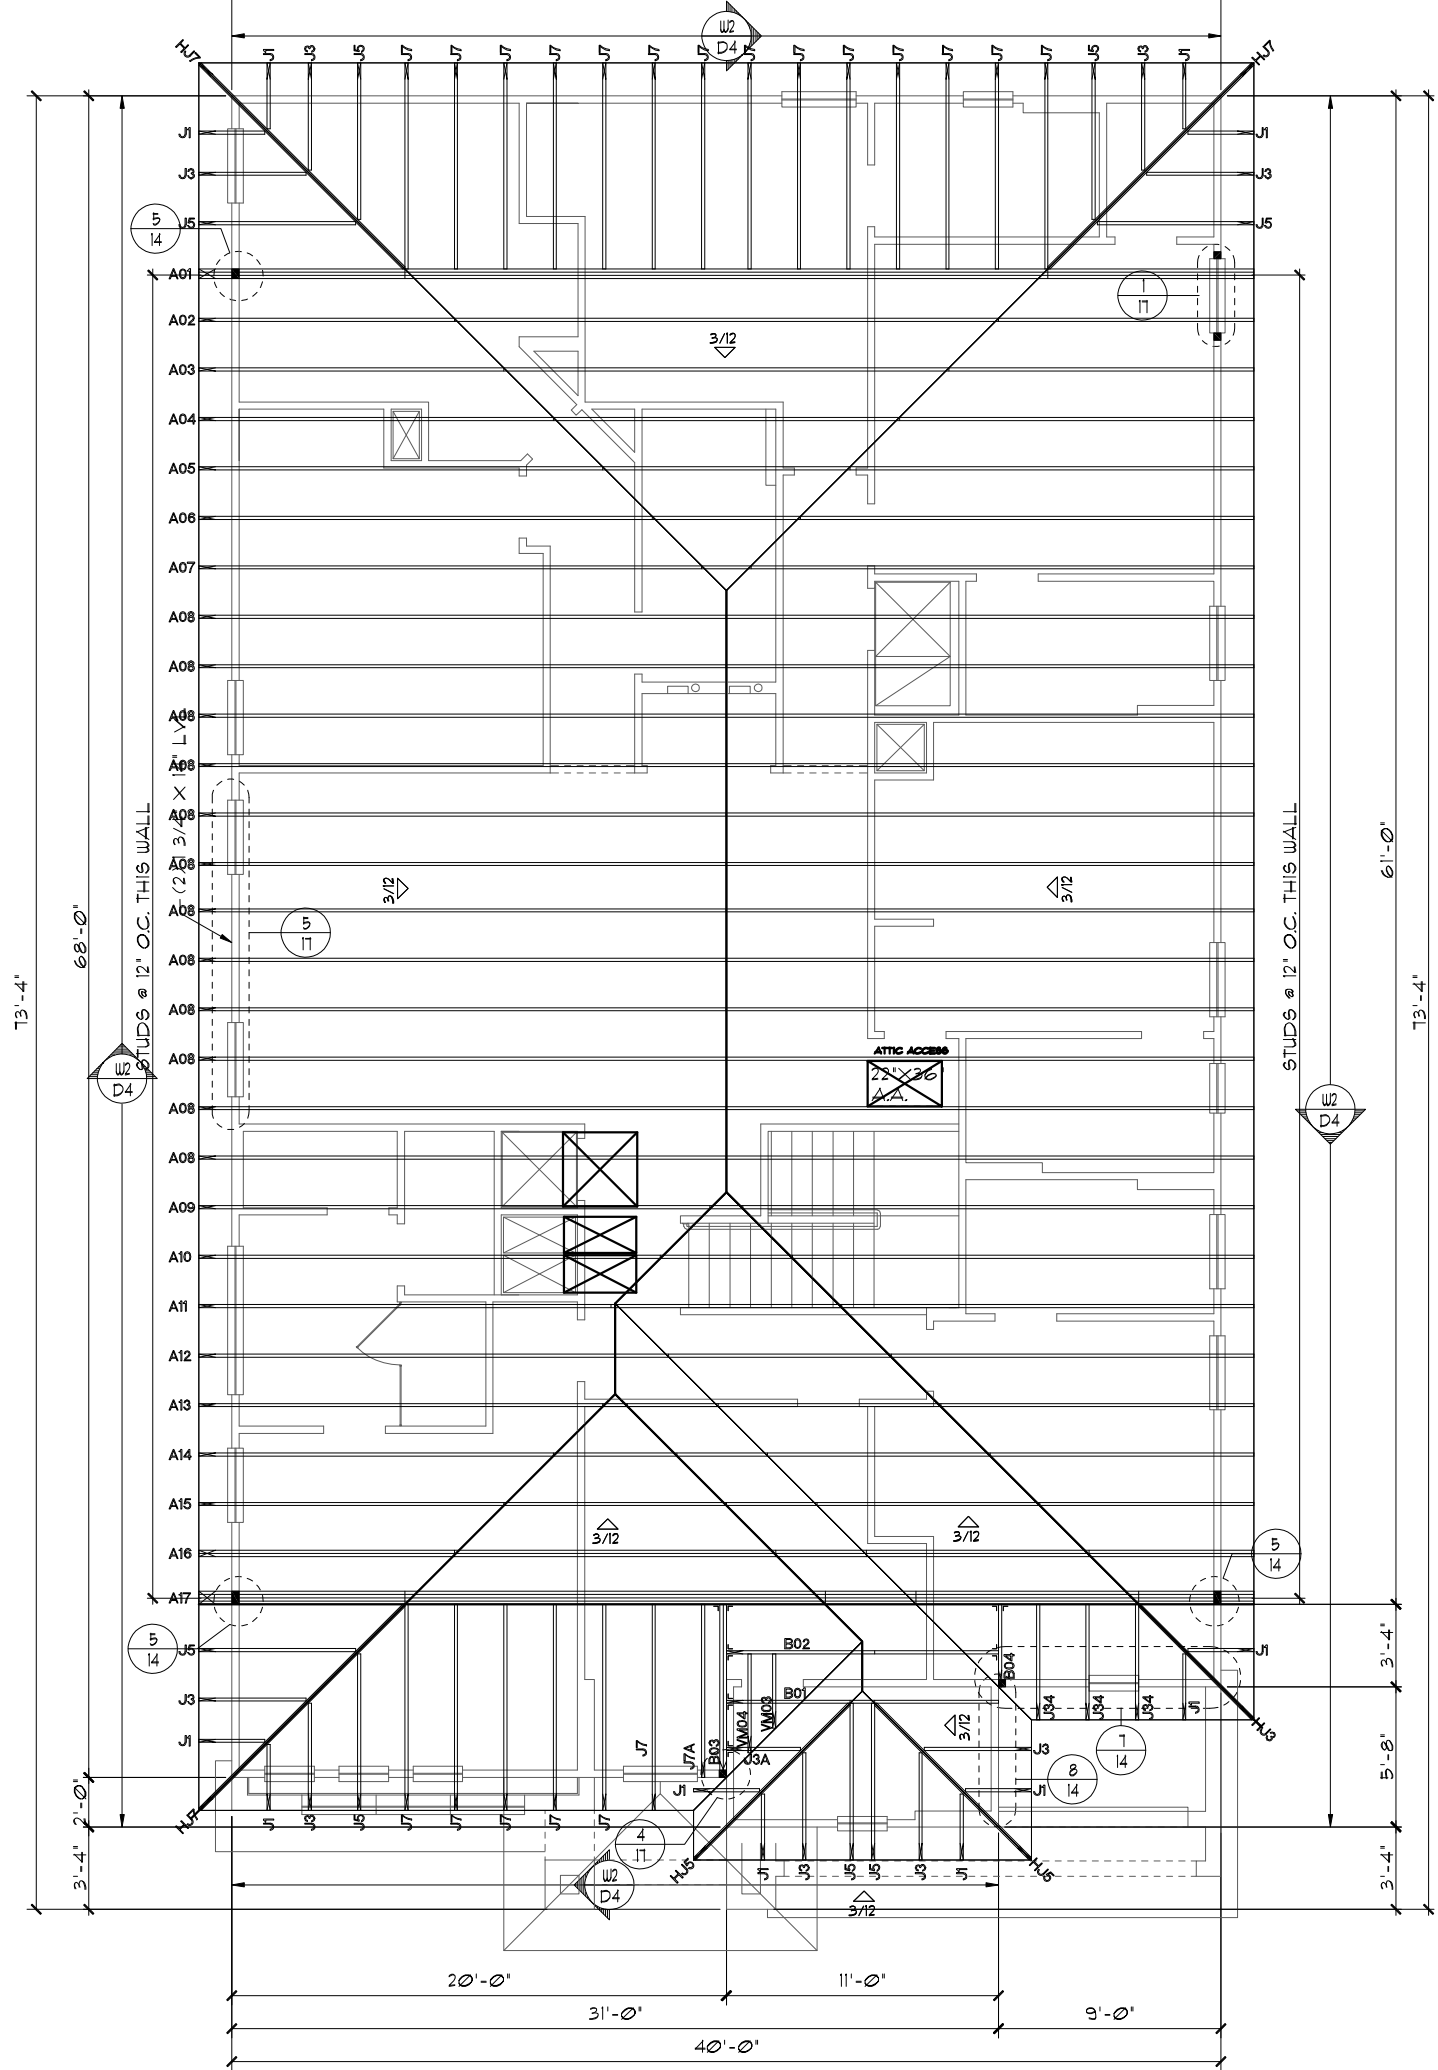 W2
D4
HJ7
J1
J3
J5
J7
J7
J7
J7
J7
J7
J7
J7
J7
J7
J7
J7
J7
J7
J5
J3
J1
HJ7
J1
J3
J5
5
14
J1
J3
J5
A01
1
17
A02
3/12
A03
A04
A05
A06
A07
A08
A08
A08
A08
A08
A08
A08
A08
A08
A08
A08
A08
STUDS @ 12" O.C. THIS WALL
3/12
5
17
3/12
STUDS @ 12" O.C. THIS WALL
68'-0"
73'-4"
61'-0"
73'-4"
ATTIC ACCESS
22"X36"
A.A.
W2
D4
W2
D4
A09
A10
A11
A12
A13
A14
A15
A16
3/12
3/12
5
14
A17
5
14
J5
J3
J1
HJ7
B02
B01
B04
VM03
VM04
B03
J7A
J7
J3A
J1
3/12
J34
J34
J34
J1
J1
HJ3
J3
J1
7
14
8
14
J1
J3
J5
J7
J7
J7
J7
J7
4
17
HJ5
J1
J3
J5
J5
J3
J1
HJ5
W2
D4
3/12
2'-0"
3'-4"
3'-4"
5'-8"
3'-4"
20'-0"
11'-0"
31'-0"
9'-0"
40'-0"